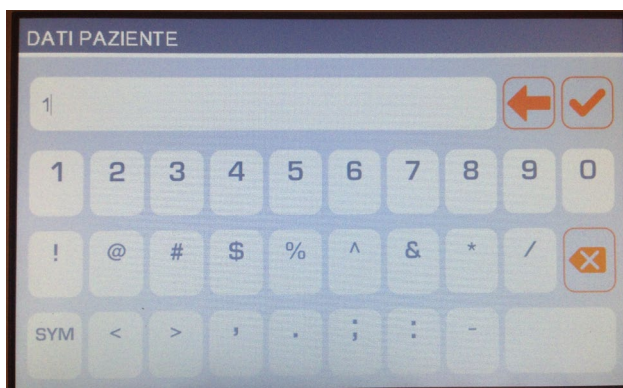 DATI PAZIENTE
1
1 2 3 4 5 6 7 8 9 0
! @ # $ % ^ & * /
SYM < > , . ; : -